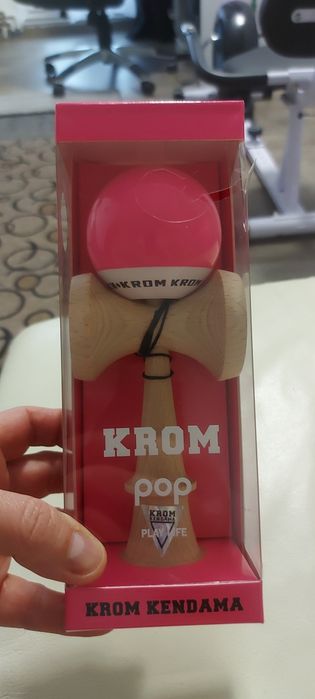 KROM KROM
KROM
pop
KROM
KENDAMA
PLAY LIFE
KROM KENDAMA